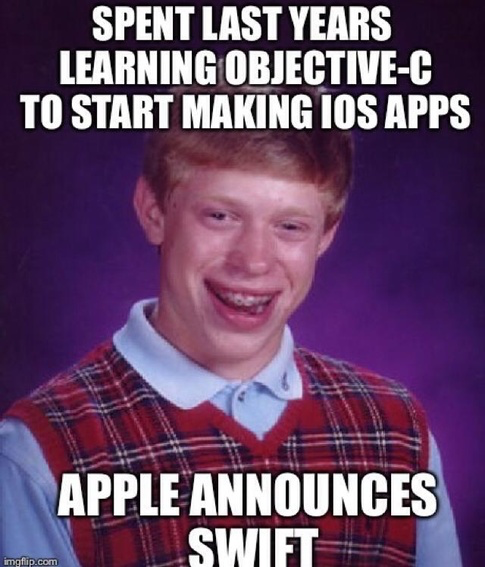 SPENT LAST YEARS
LEARNING OBJECTIVE-C
TO START MAKING IOS APPS
APPLE ANNOUNCES
SWIFT
imgflip.com